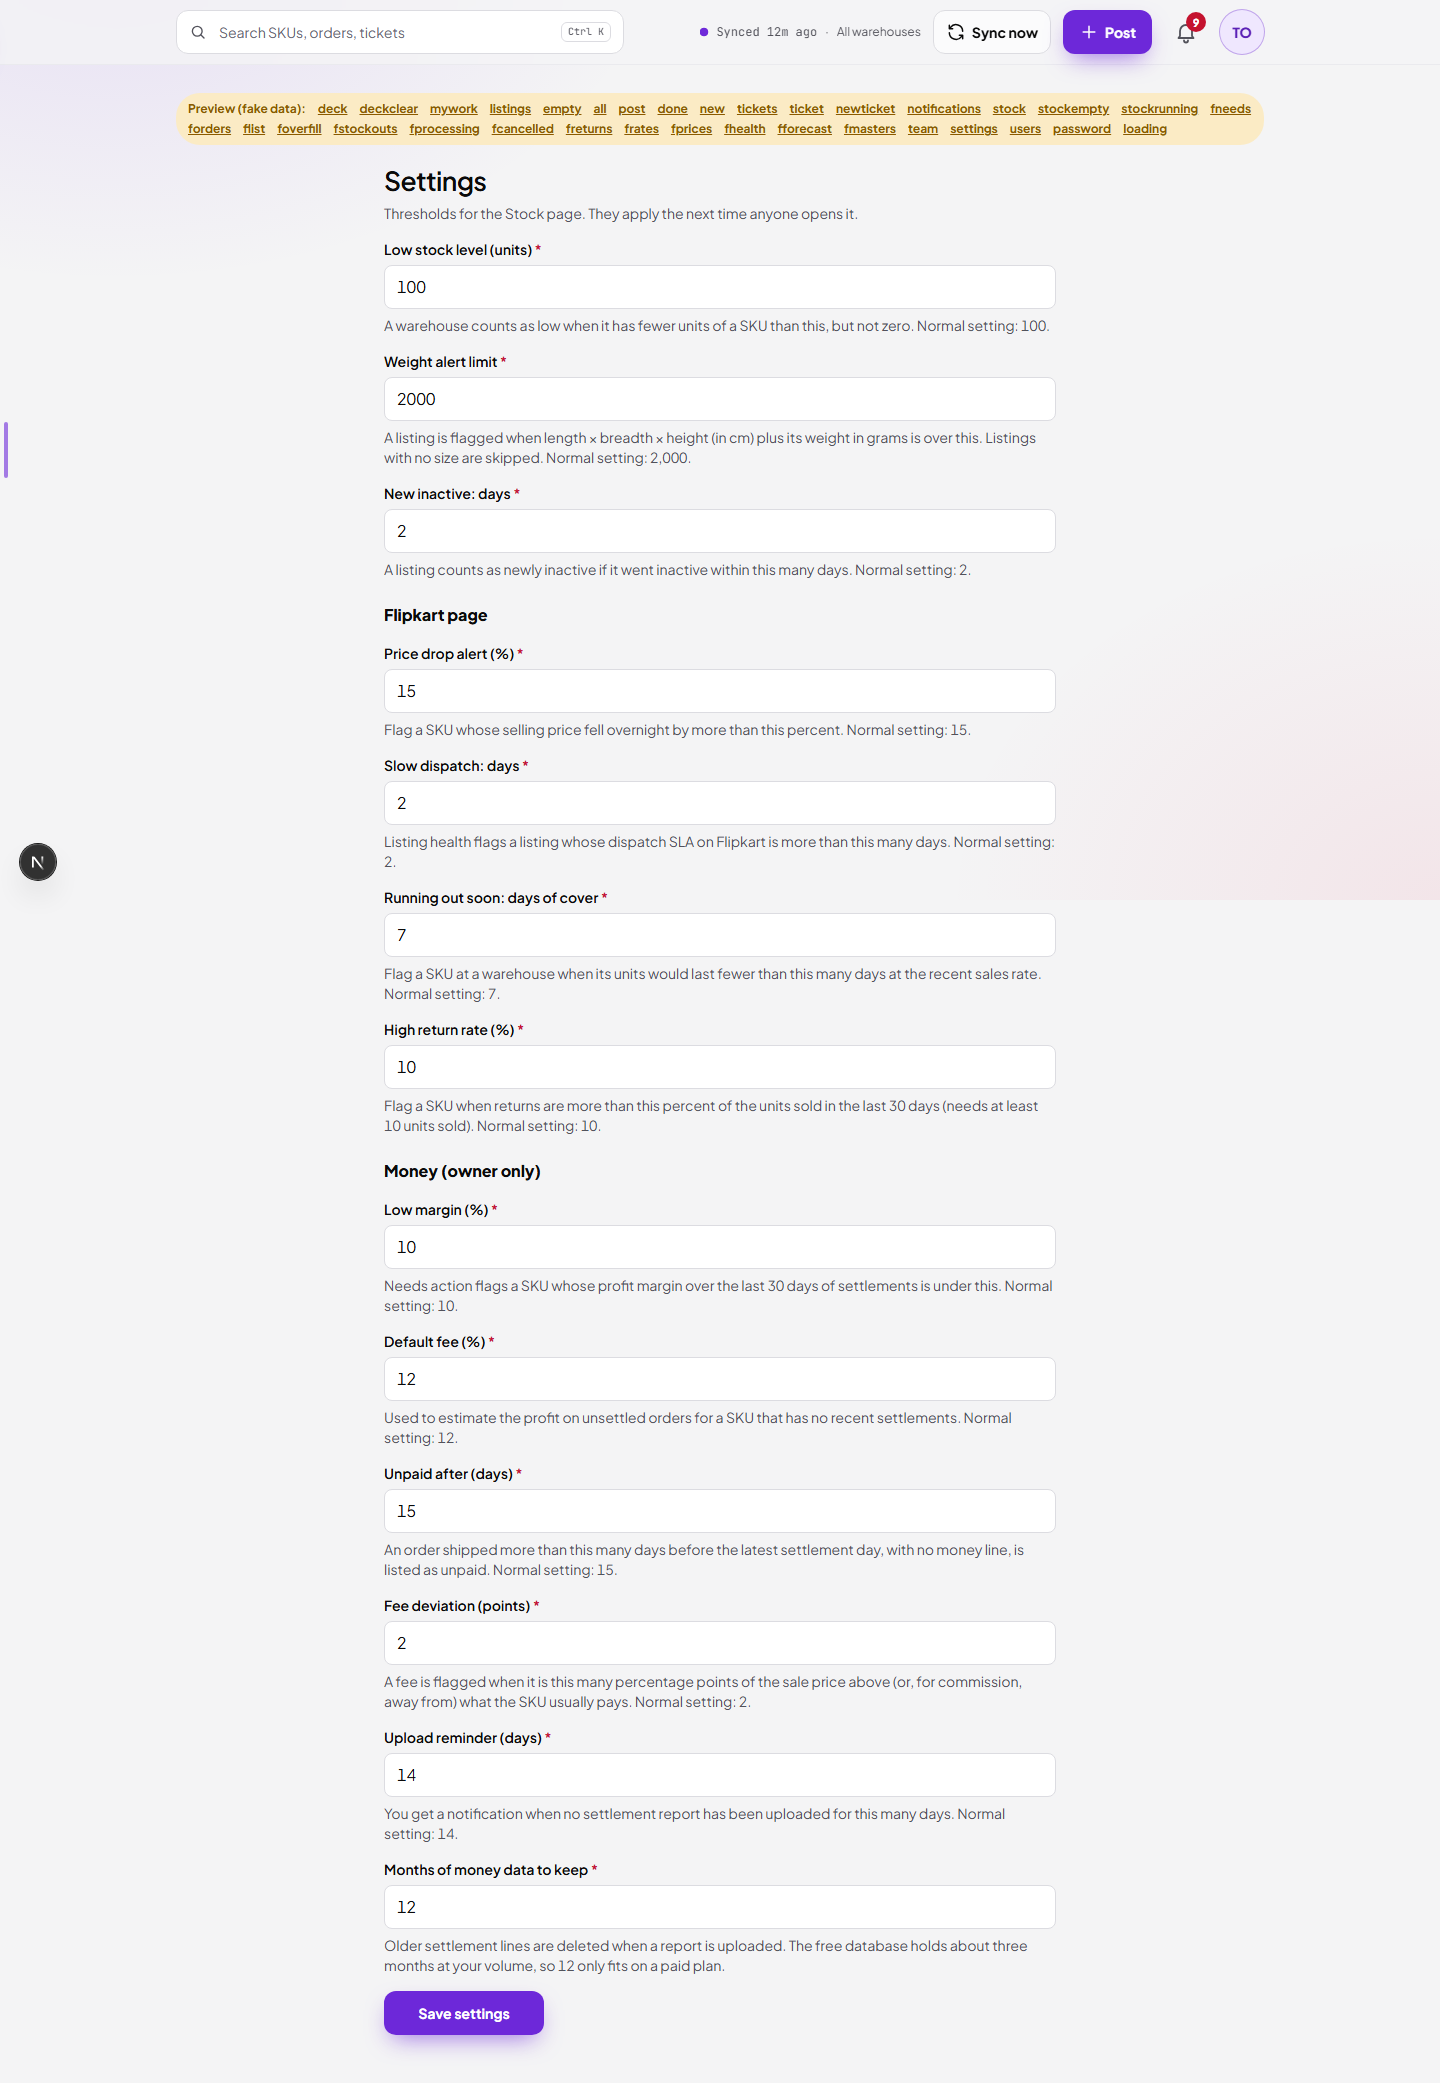 Search SKUs, orders, tickets
Ctrl K
Synced 12m ago · All warehouses
Sync now
Post
9
TO
Preview (fake data): deck deckclear mywork listings empty all post done new tickets ticket newticket notifications stock stockempty stockrunning fneeds
forders flist foverfill fstockouts fprocessing fcancelled freturns frates fprices fhealth fforecast fmasters team settings users password loading
Settings
Thresholds for the Stock page. They apply the next time anyone opens it.
Low stock level (units) *
100
A warehouse counts as low when it has fewer units of a SKU than this, but not zero. Normal setting: 100.
Weight alert limit *
2000
A listing is flagged when length × breadth × height (in cm) plus its weight in grams is over this. Listings
with no size are skipped. Normal setting: 2,000.
New inactive: days *
2
A listing counts as newly inactive if it went inactive within this many days. Normal setting: 2.
Flipkart page
Price drop alert (%) *
15
Flag a SKU whose selling price fell overnight by more than this percent. Normal setting: 15.
Slow dispatch: days *
2
Listing health flags a listing whose dispatch SLA on Flipkart is more than this many days. Normal setting:
2.
N
Running out soon: days of cover *
7
Flag a SKU at a warehouse when its units would last fewer than this many days at the recent sales rate.
Normal setting: 7.
High return rate (%) *
10
Flag a SKU when returns are more than this percent of the units sold in the last 30 days (needs at least
10 units sold). Normal setting: 10.
Money (owner only)
Low margin (%) *
10
Needs action flags a SKU whose profit margin over the last 30 days of settlements is under this. Normal
setting: 10.
Default fee (%) *
12
Used to estimate the profit on unsettled orders for a SKU that has no recent settlements. Normal
setting: 12.
Unpaid after (days) *
15
An order shipped more than this many days before the latest settlement day, with no money line, is
listed as unpaid. Normal setting: 15.
Fee deviation (points) *
2
A fee is flagged when it is this many percentage points of the sale price above (or, for commission,
away from) what the SKU usually pays. Normal setting: 2.
Upload reminder (days) *
14
You get a notification when no settlement report has been uploaded for this many days. Normal
setting: 14.
Months of money data to keep *
12
Older settlement lines are deleted when a report is uploaded. The free database holds about three
months at your volume, so 12 only fits on a paid plan.
Save settings